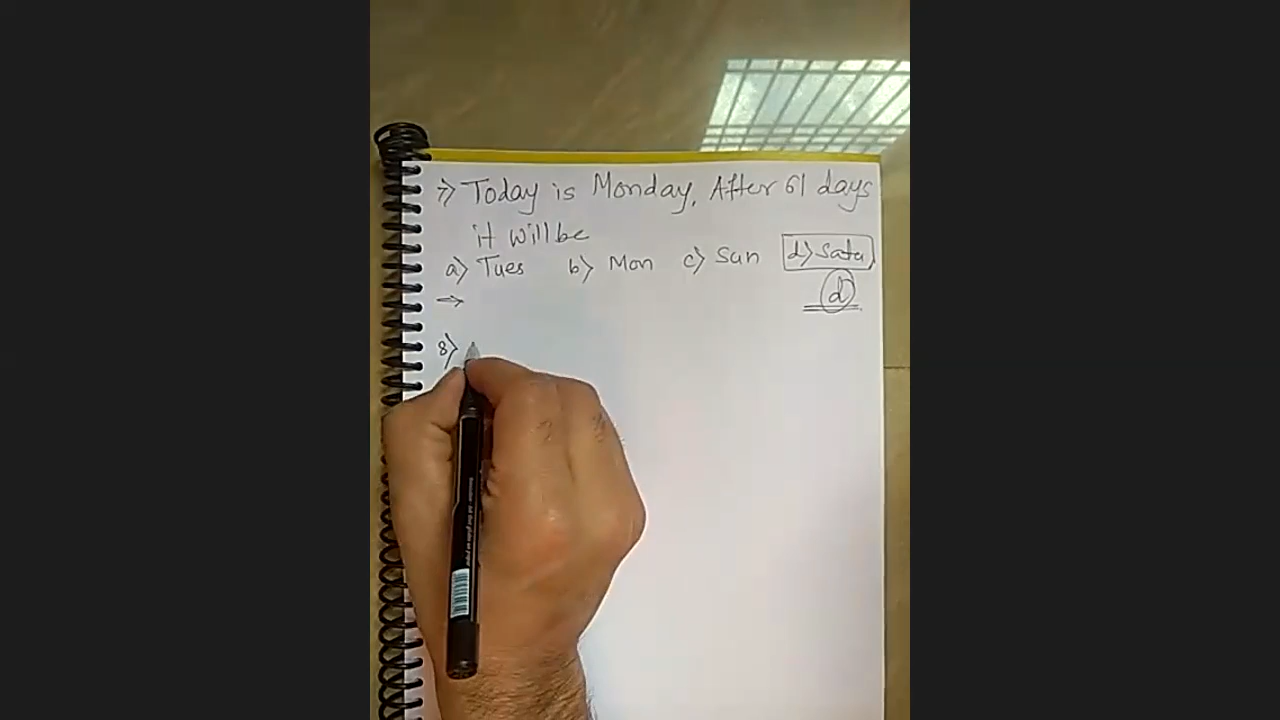 7) Today is Monday. After 61 days
it will be
a) Tues b) Mon c) Sun d) Satu
→ d
8)